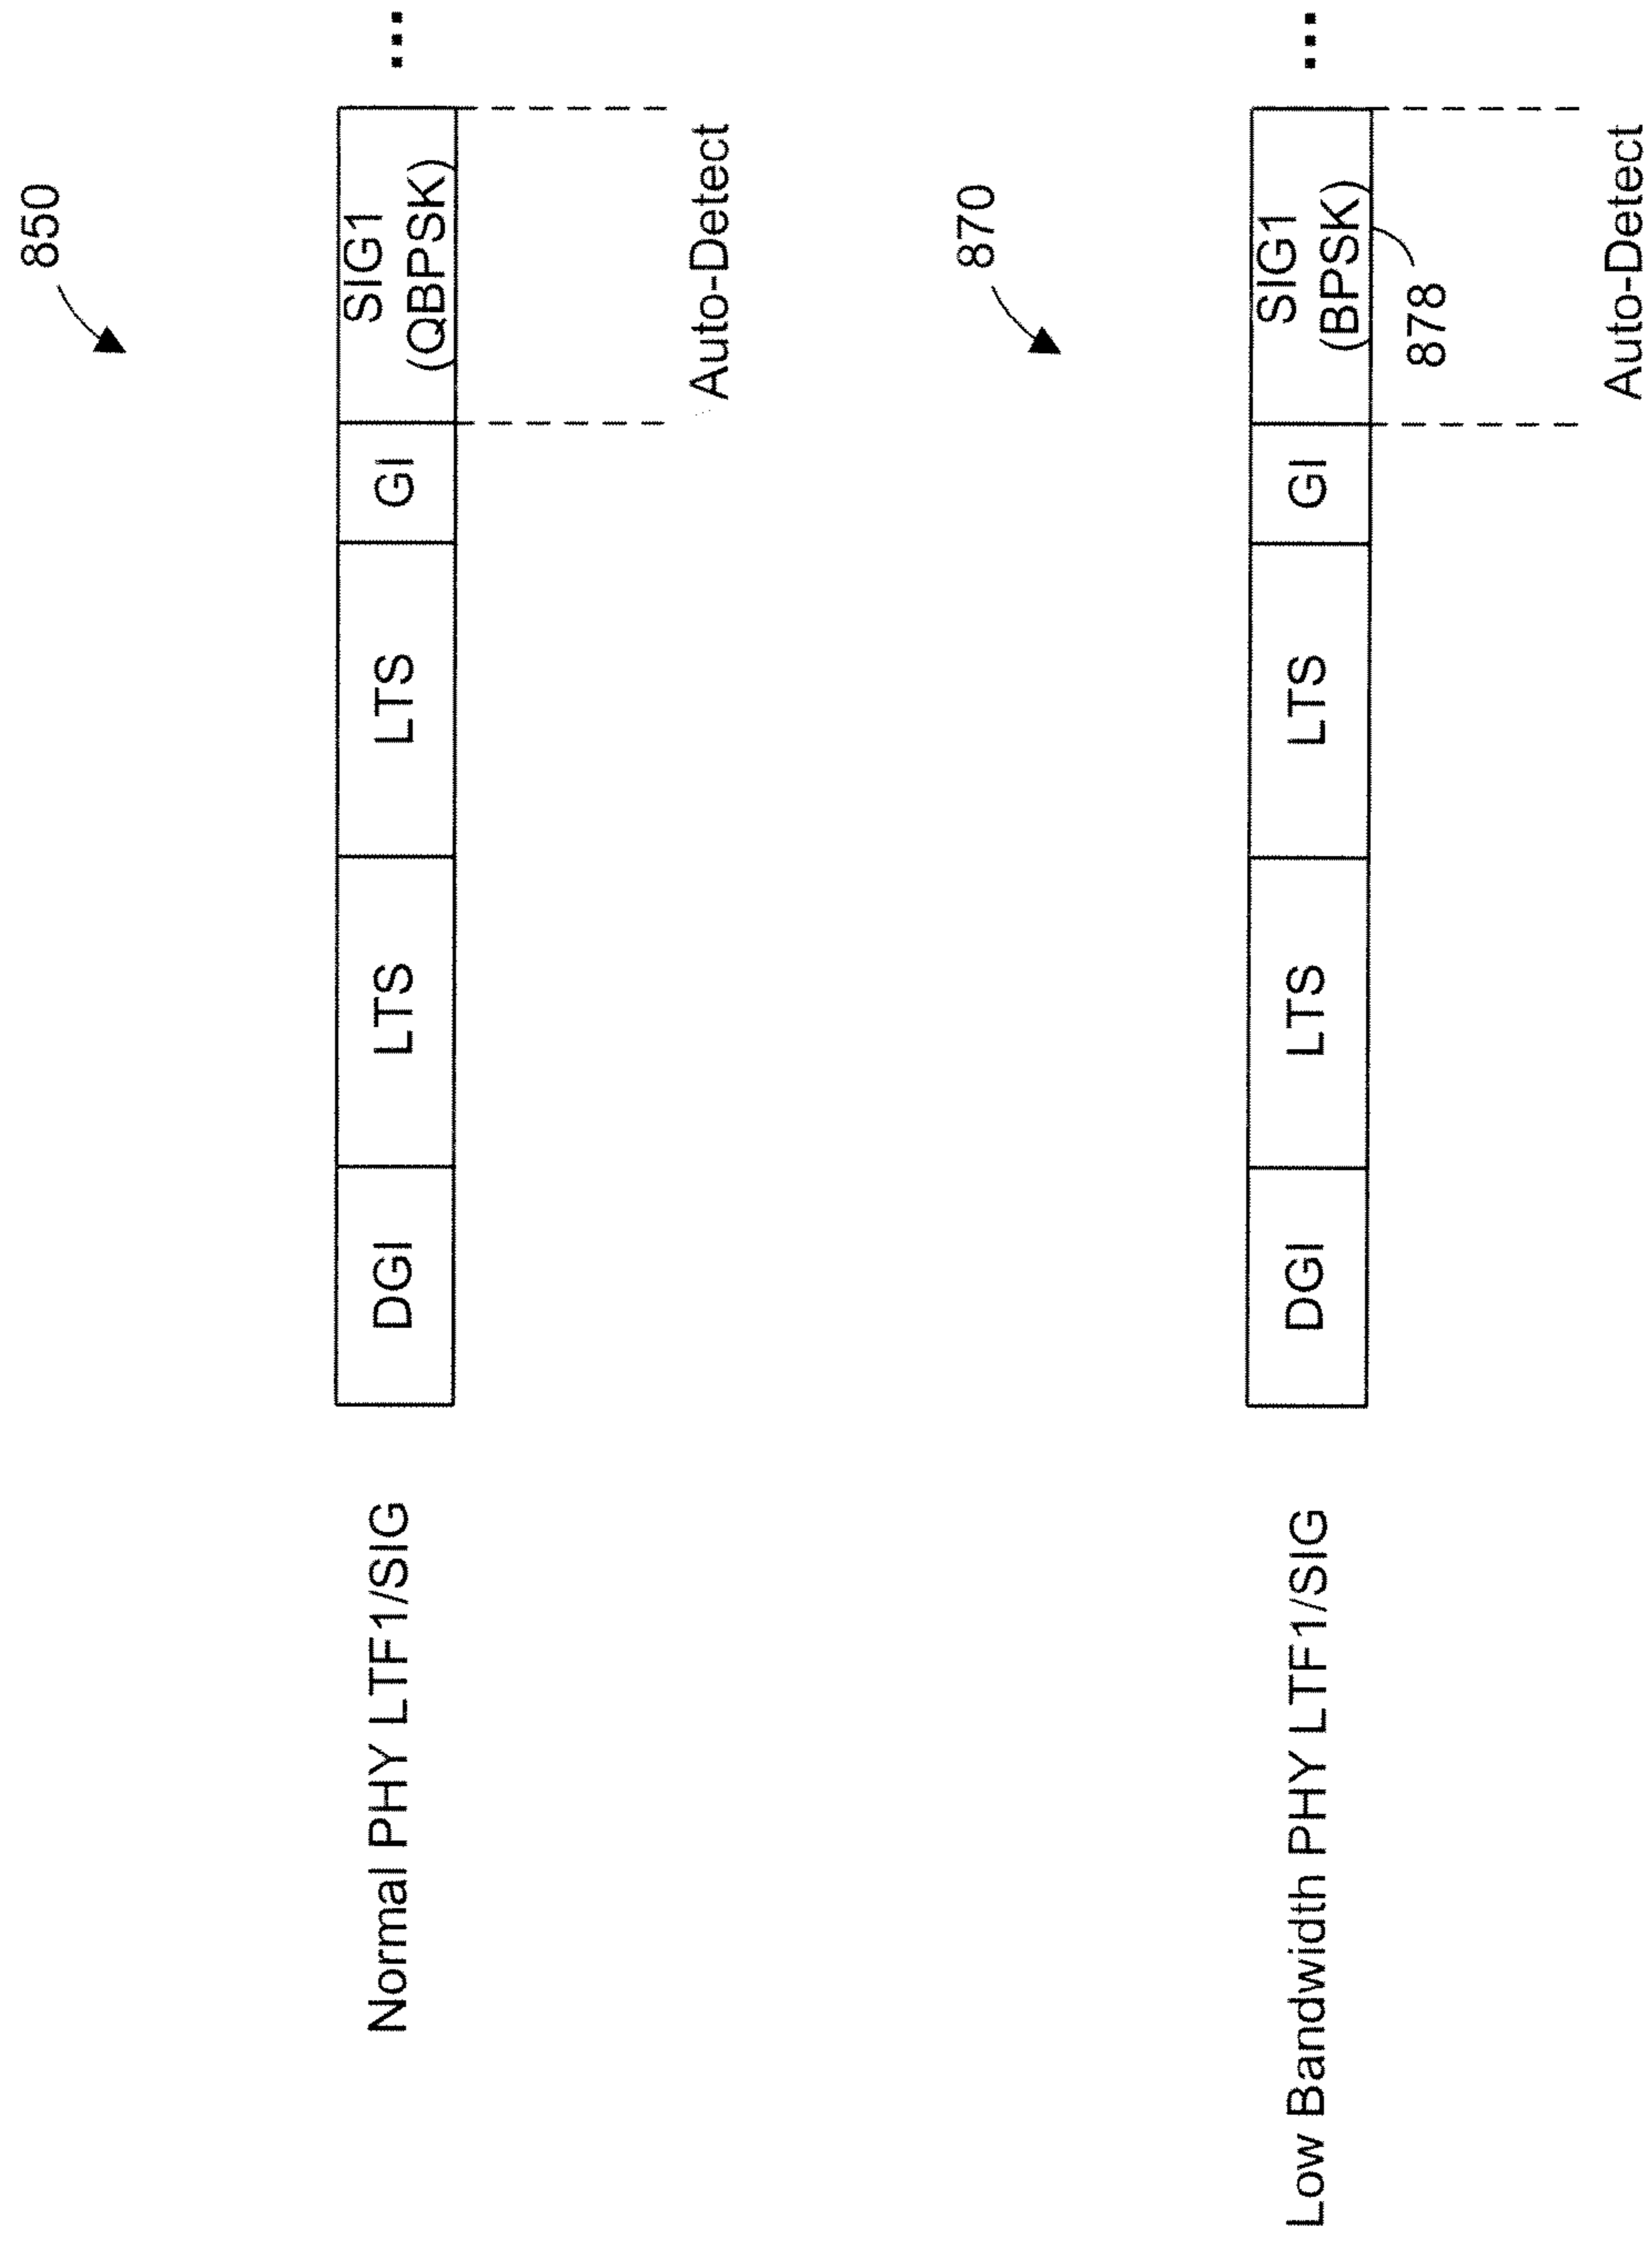 850
Normal PHY LTF1/SIG
DGI
LTS
LTS
GI
SIG1
(QBPSK)
...
Auto-Detect
870
Low Bandwidth PHY LTF1/SIG
DGI
LTS
LTS
GI
SIG1
(BPSK)
...
878
Auto-Detect